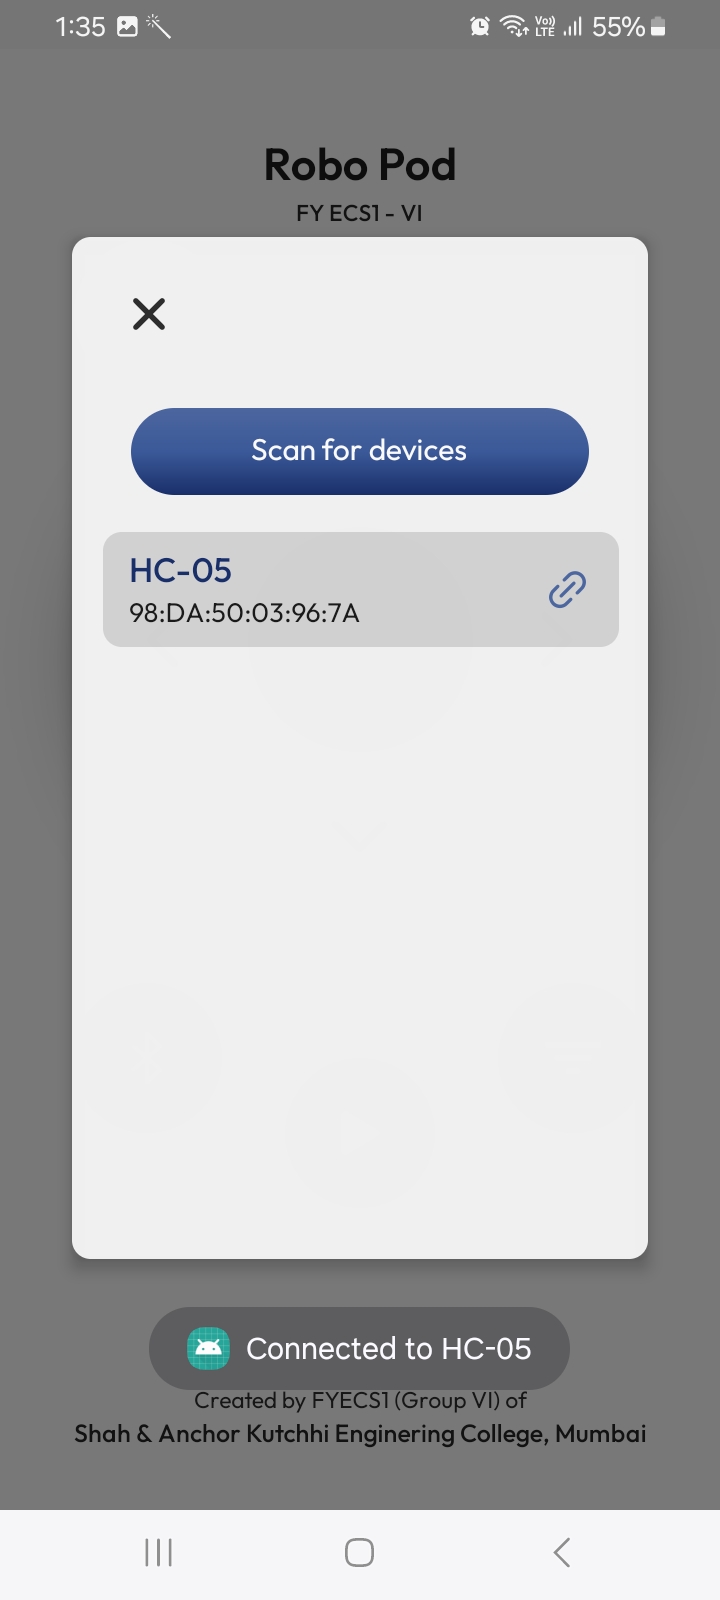 1:35
Vo))
LTE
55%
Robo Pod
FY ECS1 - VI
Scan for devices
HC-05
98:DA:50:03:96:7A
Connected to HC-05
Created by FYECS1 (Group VI) of
Shah & Anchor Kutchhi Enginering College, Mumbai